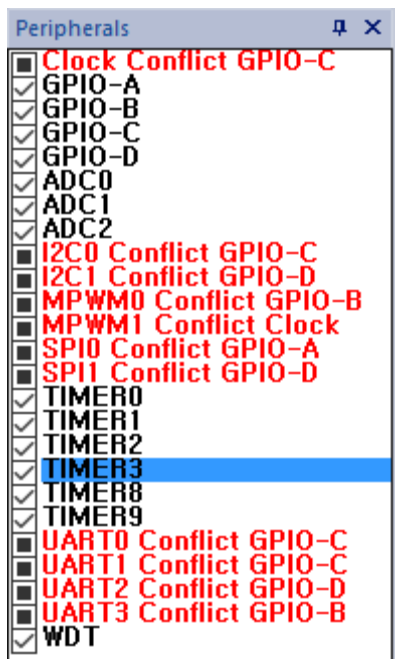 Peripherals
Clock Conflict GPIO-C
GPIO-A
GPIO-B
GPIO-C
GPIO-D
ADC0
ADC1
ADC2
I2C0 Conflict GPIO-C
I2C1 Conflict GPIO-D
MPWM0 Conflict GPIO-B
MPWM1 Conflict Clock
SPI0 Conflict GPIO-A
SPI1 Conflict GPIO-D
TIMER0
TIMER1
TIMER2
TIMER3
TIMER8
TIMER9
UART0 Conflict GPIO-C
UART1 Conflict GPIO-C
UART2 Conflict GPIO-D
UART3 Conflict GPIO-B
WDT